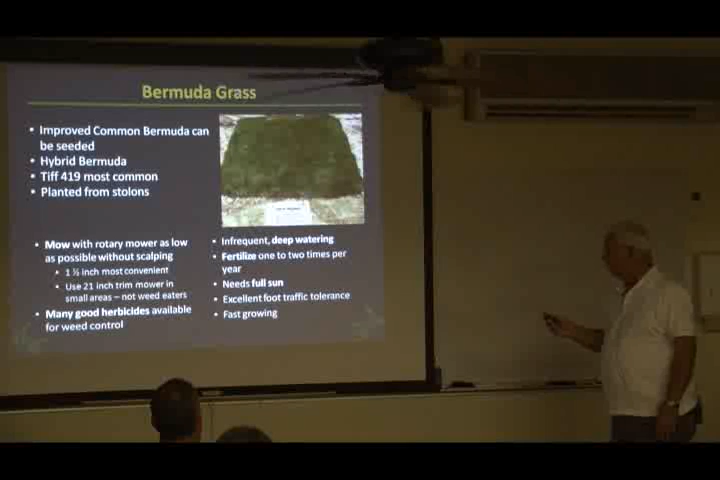 Bermuda Grass
• Improved Common Bermuda can
be seeded
• Hybrid Bermuda
• Tiff 419 most common
• Planted from stolons
• Mow with rotary mower as low
as possible without scalping
• 1 ½ inch most convenient
• Use 21 inch trim mower in
small areas – not weed eaters
• Many good herbicides available
for weed control
• Infrequent, deep watering
• Fertilize one to two times per
year
• Needs full sun
• Excellent foot traffic tolerance
• Fast growing